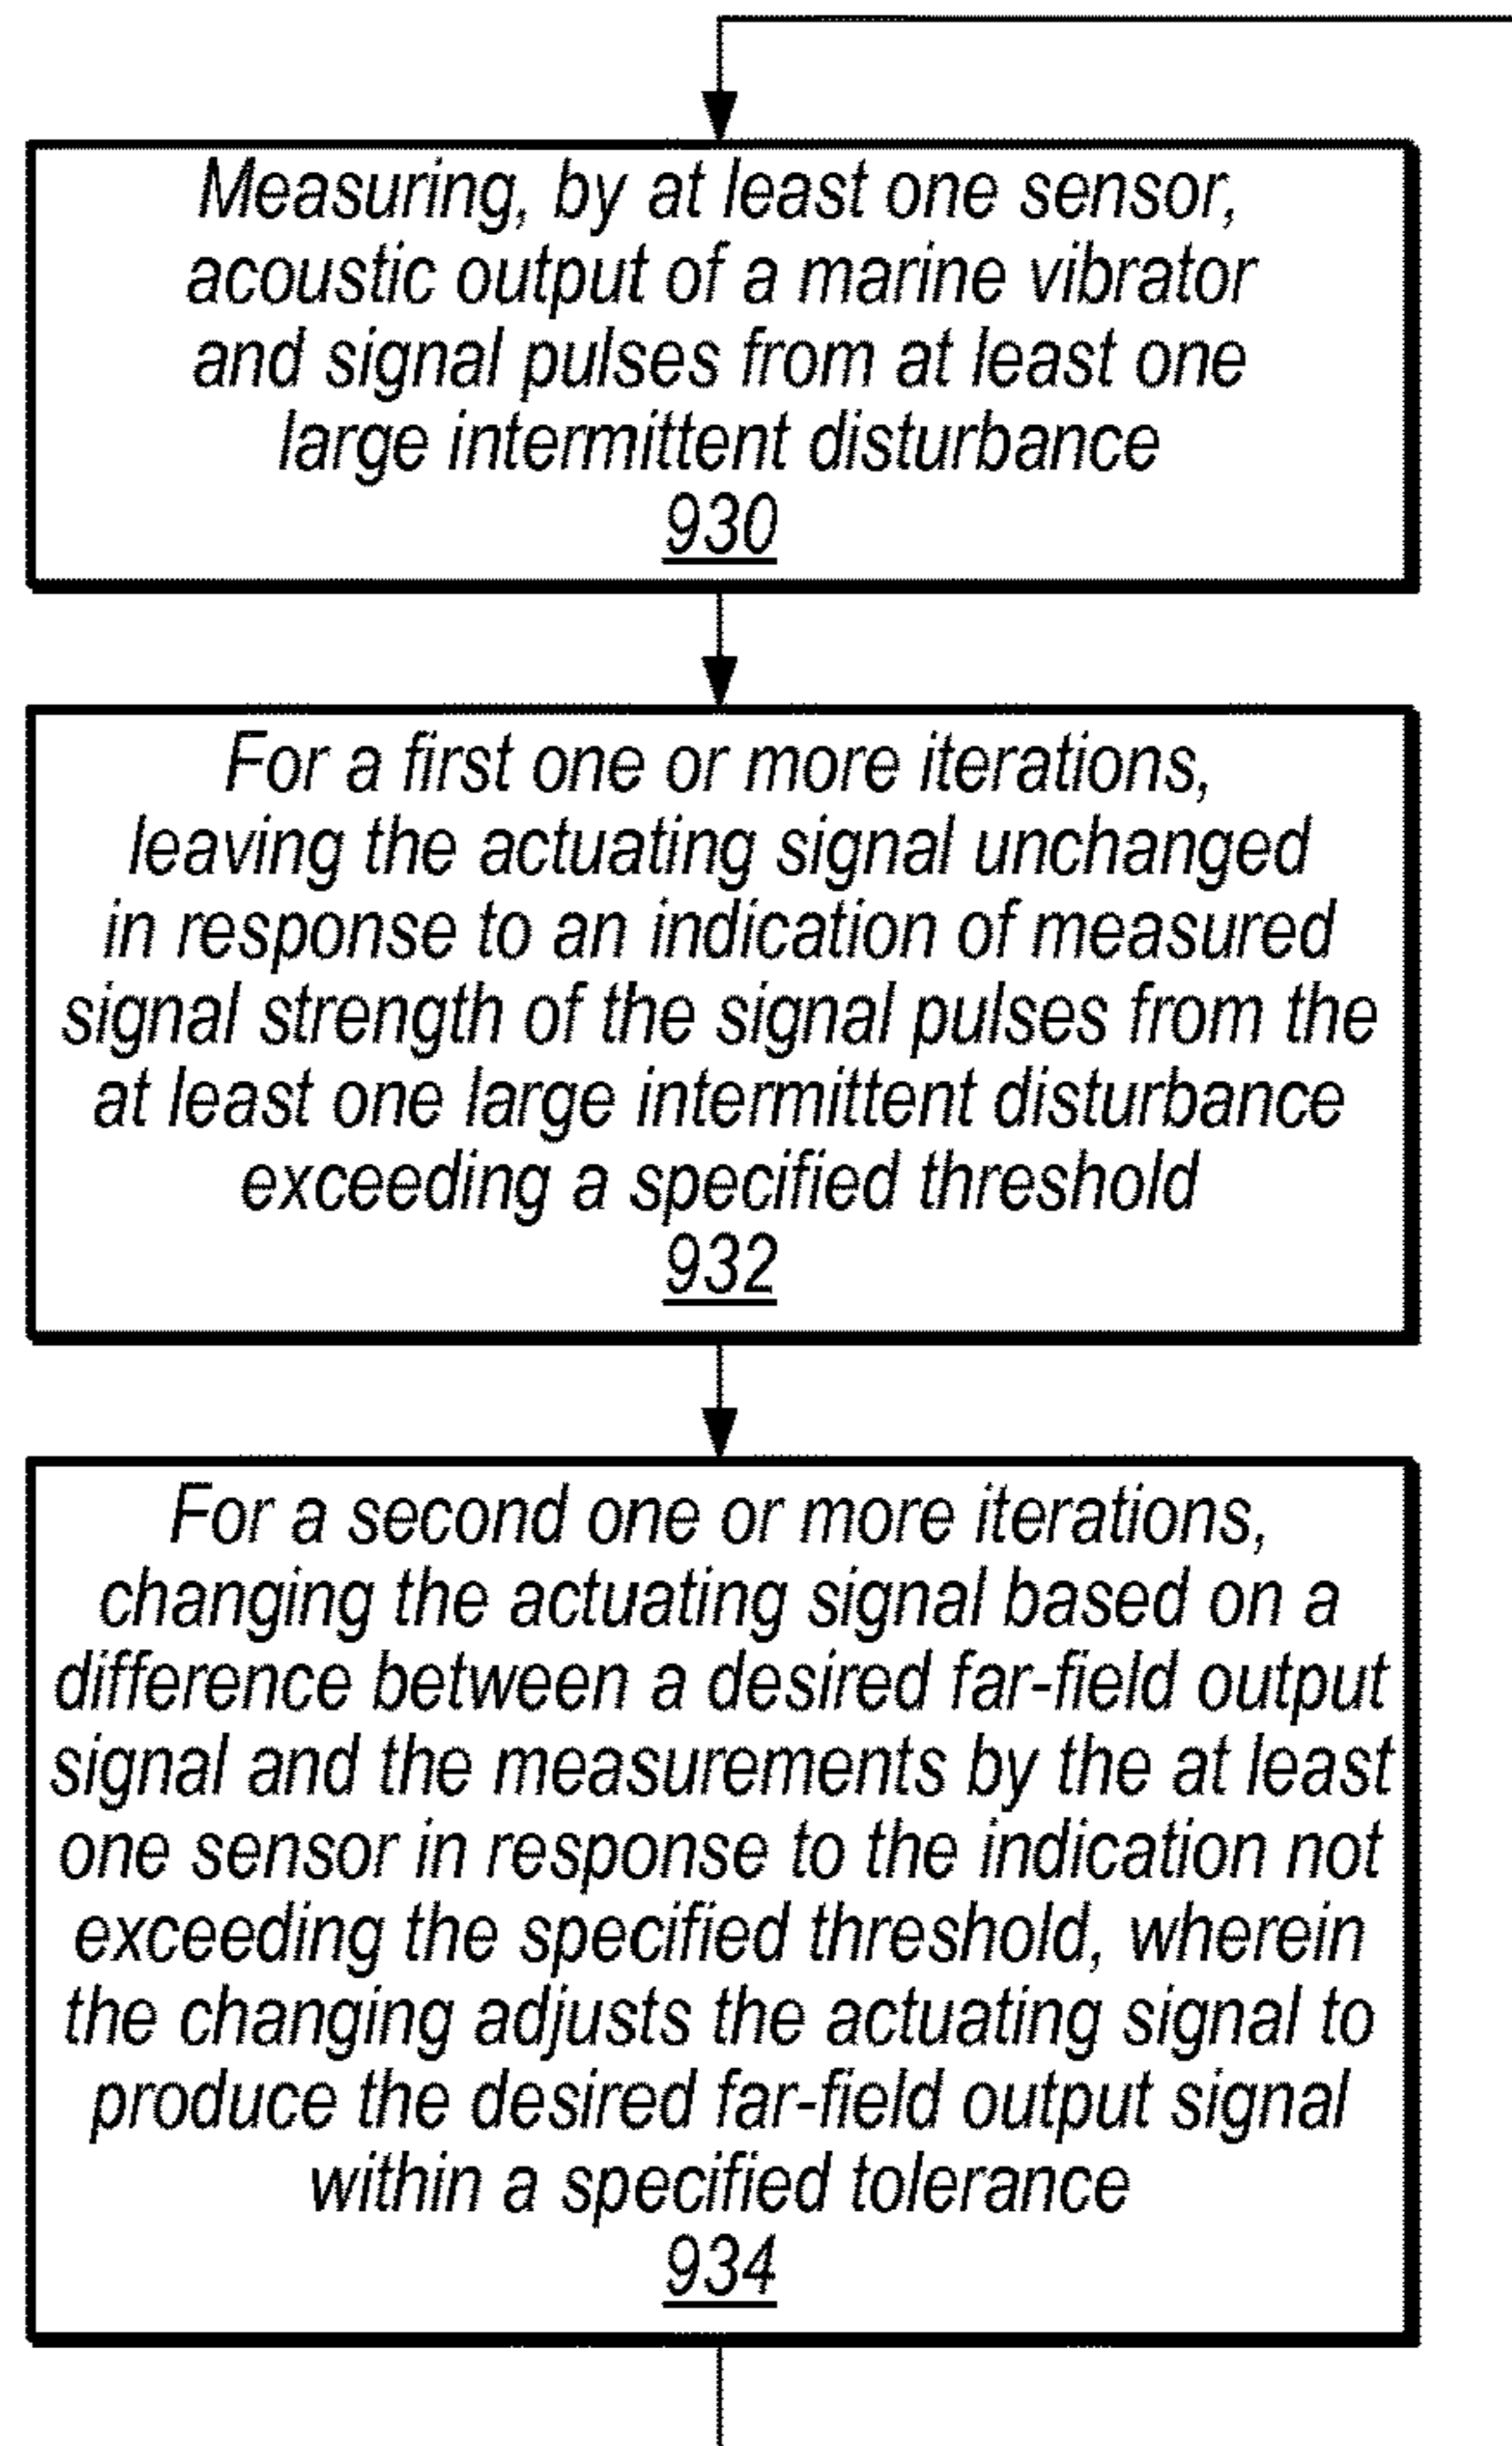 Measuring, by at least one sensor,
acoustic output of a marine vibrator
and signal pulses from at least one
large intermittent disturbance
930
For a first one or more iterations,
leaving the actuating signal unchanged
in response to an indication of measured
signal strength of the signal pulses from the
at least one large intermittent disturbance
exceeding a specified threshold
932
For a second one or more iterations,
changing the actuating signal based on a
difference between a desired far-field output
signal and the measurements by the at least
one sensor in response to the indication not
exceeding the specified threshold, wherein
the changing adjusts the actuating signal to
produce the desired far-field output signal
within a specified tolerance
934